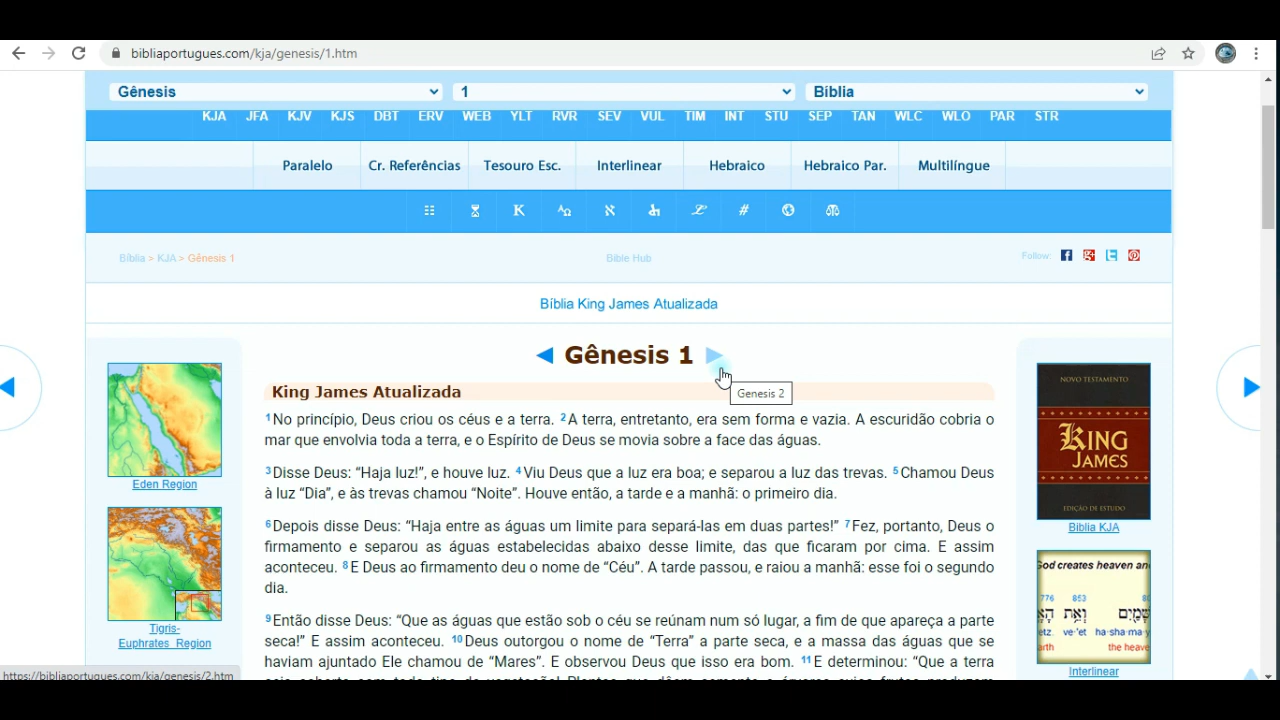 bibliaportugues.com/kja/genesis/1.htm
Gênesis 1 Bíblia
KJA JFA KJV KJS DBT ERV WEB YLT RVR SEV VUL TIM INT STU SEP TAN WLC WLO PAR STR
Paralelo Cr. Referências Tesouro Esc. Interlinear Hebraico Hebraico Par. Multilíngue
Bíblia > KJA > Gênesis 1 Bible Hub Follow:
Bíblia King James Atualizada
Gênesis 1
Genesis 2
King James Atualizada
1No princípio, Deus criou os céus e a terra. 2A terra, entretanto, era sem forma e vazia. A escuridão cobria o
mar que envolvia toda a terra, e o Espírito de Deus se movia sobre a face das águas.
3Disse Deus: “Haja luz!”, e houve luz. 4Viu Deus que a luz era boa; e separou a luz das trevas. 5Chamou Deus
à luz “Dia”, e às trevas chamou “Noite”. Houve então, a tarde e a manhã: o primeiro dia.
6Depois disse Deus: “Haja entre as águas um limite para separá-las em duas partes!” 7Fez, portanto, Deus o
firmamento e separou as águas estabelecidas abaixo desse limite, das que ficaram por cima. E assim
aconteceu. 8E Deus ao firmamento deu o nome de “Céu”. A tarde passou, e raiou a manhã: esse foi o segundo
dia.
9Então disse Deus: “Que as águas que estão sob o céu se reúnam num só lugar, a fim de que apareça a parte
seca!” E assim aconteceu. 10Deus outorgou o nome de “Terra” a parte seca, e a massa das águas que se
haviam ajuntado Ele chamou de “Mares”. E observou Deus que isso era bom. 11E determinou: “Que a terra
Eden Region
Tigris-
Euphrates Region
NOVO TESTAMENTO
KING
JAMES
EDIÇÃO DE ESTUDO
Bíblia KJA
God creates heaven an
776 853
וְאֵ֥ת
etz ve·'et ha·sha·ma·y
arth the heave
Interlinear
https://bibliaportugues.com/kja/genesis/2.htm